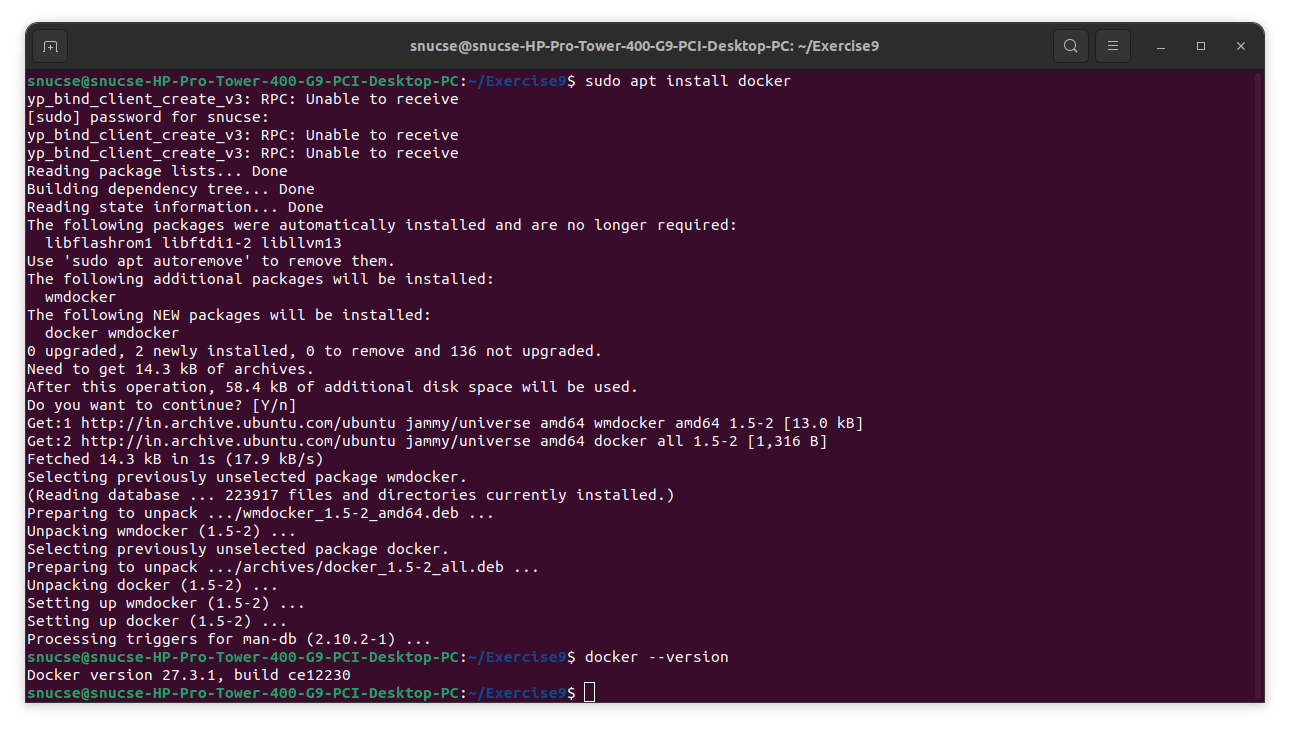 snucse@snucse-HP-Pro-Tower-400-G9-PCI-Desktop-PC: ~/Exercise9
snucse@snucse-HP-Pro-Tower-400-G9-PCI-Desktop-PC:~/Exercise9$ sudo apt install docker
yp_bind_client_create_v3: RPC: Unable to receive
[sudo] password for snucse:
yp_bind_client_create_v3: RPC: Unable to receive
yp_bind_client_create_v3: RPC: Unable to receive
Reading package lists... Done
Building dependency tree... Done
Reading state information... Done
The following packages were automatically installed and are no longer required:
  libflashrom1 libftdi1-2 libllvm13
Use 'sudo apt autoremove' to remove them.
The following additional packages will be installed:
  wmdocker
The following NEW packages will be installed:
  docker wmdocker
0 upgraded, 2 newly installed, 0 to remove and 136 not upgraded.
Need to get 14.3 kB of archives.
After this operation, 58.4 kB of additional disk space will be used.
Do you want to continue? [Y/n]
Get:1 http://in.archive.ubuntu.com/ubuntu jammy/universe amd64 wmdocker amd64 1.5-2 [13.0 kB]
Get:2 http://in.archive.ubuntu.com/ubuntu jammy/universe amd64 docker all 1.5-2 [1,316 B]
Fetched 14.3 kB in 1s (17.9 kB/s)
Selecting previously unselected package wmdocker.
(Reading database ... 223917 files and directories currently installed.)
Preparing to unpack .../wmdocker_1.5-2_amd64.deb ...
Unpacking wmdocker (1.5-2) ...
Selecting previously unselected package docker.
Preparing to unpack .../archives/docker_1.5-2_all.deb ...
Unpacking docker (1.5-2) ...
Setting up wmdocker (1.5-2) ...
Setting up docker (1.5-2) ...
Processing triggers for man-db (2.10.2-1) ...
snucse@snucse-HP-Pro-Tower-400-G9-PCI-Desktop-PC:~/Exercise9$ docker --version
Docker version 27.3.1, build ce12230
snucse@snucse-HP-Pro-Tower-400-G9-PCI-Desktop-PC:~/Exercise9$